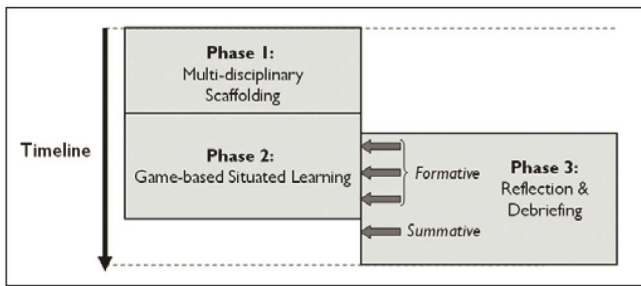 Phase 1:
Multi-disciplinary
Scaffolding
Timeline
Phase 2:
Game-based Situated Learning
Formative
Summative
Phase 3:
Reflection &
Debriefing